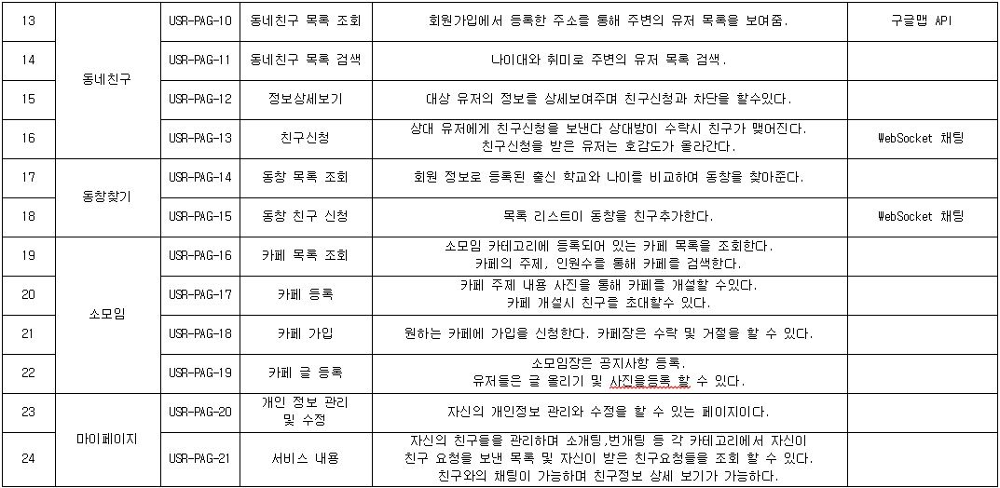 13 USR-PAG-10 동네친구 목록 조회 회원가입에서 등록한 주소를 통해 주변의 유저 목록을 보여줌. 구글맵 API
14 USR-PAG-11 동네친구 목록 검색 나이대와 취미로 주변의 유저 목록 검색.
동네친구
15 USR-PAG-12 정보상세보기 대상 유저의 정보를 상세보여주며 친구신청과 차단을 할수있다.
16 USR-PAG-13 친구신청 상대 유저에게 친구신청을 보낸다 상대방이 수락시 친구가 맺어진다.
친구신청을 받은 유저는 호감도가 올라간다. WebSocket 채팅
17 USR-PAG-14 동창 목록 조회 회원 정보로 등록된 출신 학교와 나이를 비교하여 동창을 찾아준다.
동창찾기
18 USR-PAG-15 동창 친구 신청 목록 리스트이 동창을 친구추가한다. WebSocket 채팅
19 USR-PAG-16 카페 목록 조회 소모임 카테고리에 등록되어 있는 카페 목록을 조회한다.
카페의 주제, 인원수를 통해 카페를 검색한다.
20 USR-PAG-17 카페 등록 카페 주제 내용 사진을 통해 카페를 개설할 수있다.
카페 개설시 친구를 초대할수 있다.
소모임
21 USR-PAG-18 카페 가입 원하는 카페에 가입을 신청한다. 카페장은 수락 및 거절을 할 수 있다.
22 USR-PAG-19 카페 글 등록 소모임장은 공지사항 등록.
유저들은 글 올리기 및 사진을등록 할 수 있다.
23 USR-PAG-20 개인 정보 관리
및 수정 자신의 개인정보 관리와 수정을 할 수 있는 페이지이다.
마이페이지
24 USR-PAG-21 서비스 내용 자신의 친구들을 관리하며 소개팅,번개팅 등 각 카테고리에서 자신이
친구 요청을 보낸 목록 및 자신이 받은 친구요청들을 조회 할 수 있다.
친구와의 채팅이 가능하며 친구정보 상세 보기가 가능하다.